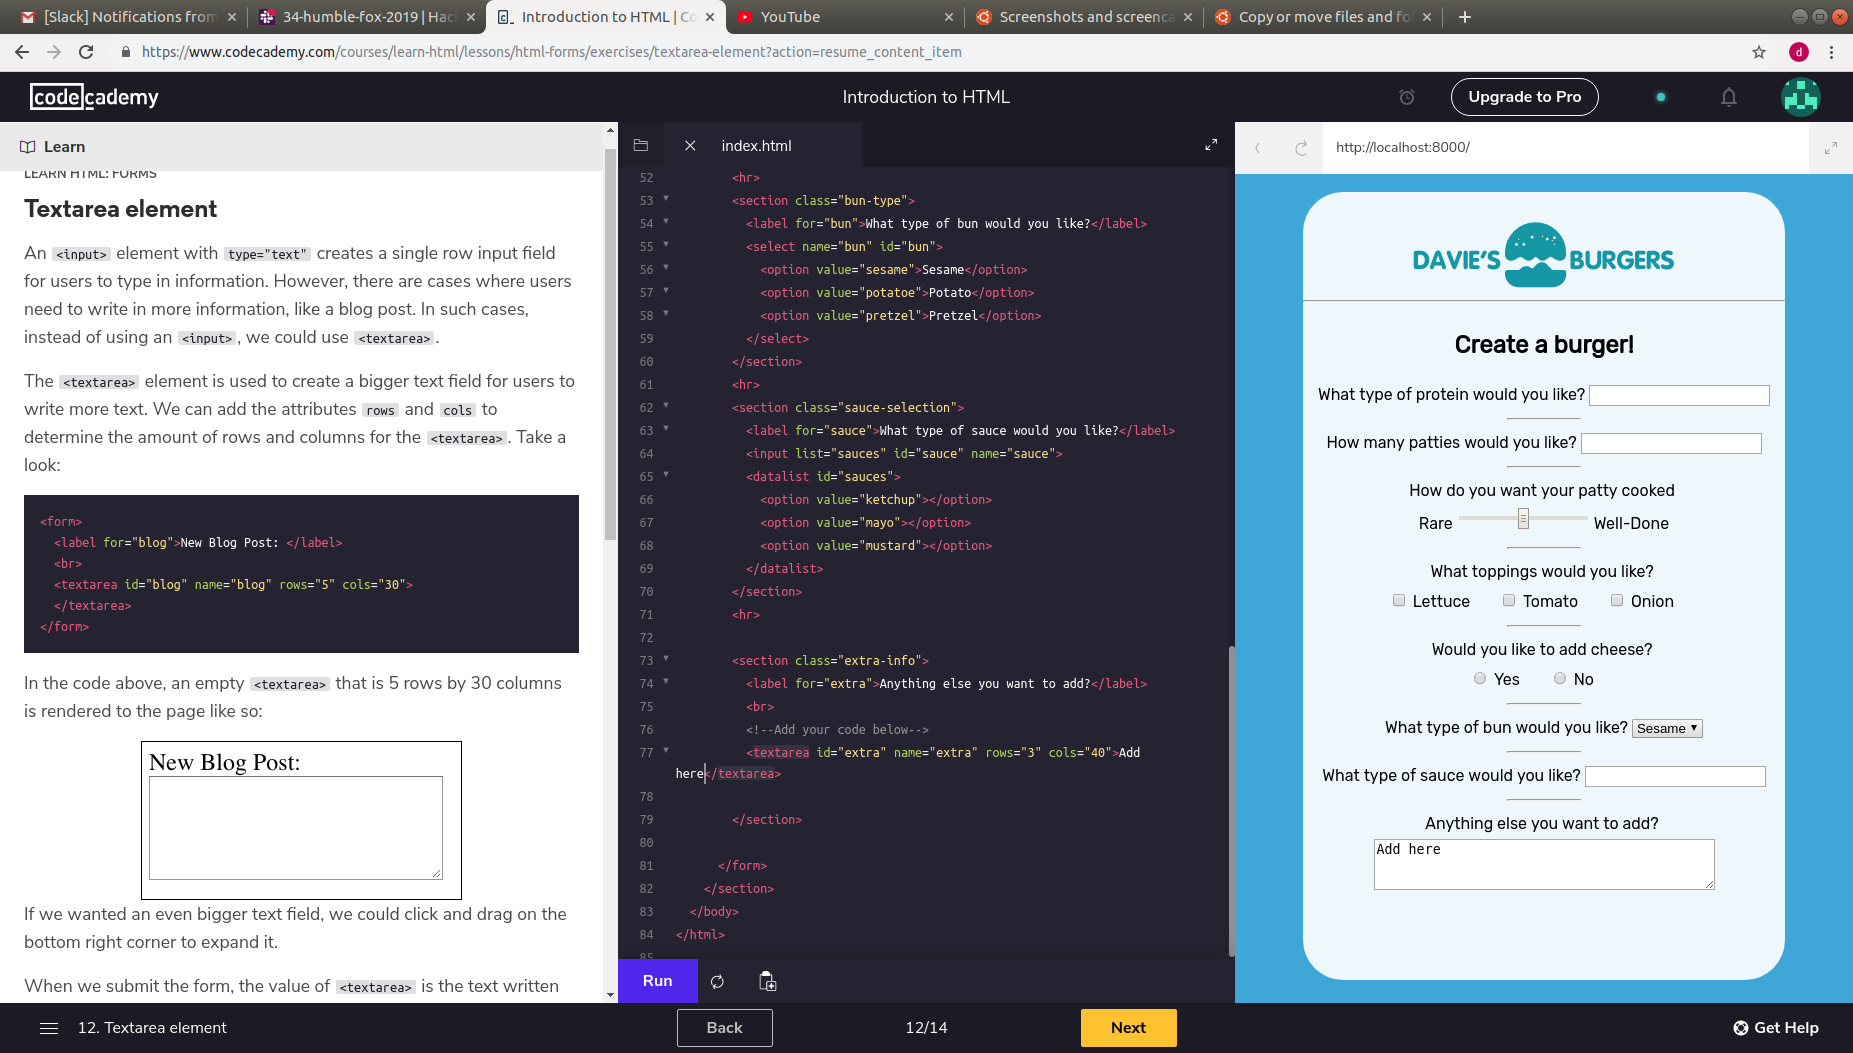 [Slack] Notifications from
34-humble-fox-2019 | Hac
Introduction to HTML | Co
YouTube
Screenshots and screenca
Copy or move files and fol
https://www.codecademy.com/courses/learn-html/lessons/html-forms/exercises/textarea-element?action=resume_content_item
d
codecademy
Introduction to HTML
Upgrade to Pro
Learn
LEARN HTML: FORMS
Textarea element
An <input> element with type="text" creates a single row input field
for users to type in information. However, there are cases where users
need to write in more information, like a blog post. In such cases,
instead of using an <input>, we could use <textarea>.
The <textarea> element is used to create a bigger text field for users to
write more text. We can add the attributes rows and cols to
determine the amount of rows and columns for the <textarea>. Take a
look:
<form>
<label for="blog">New Blog Post: </label>
<br>
<textarea id="blog" name="blog" rows="5" cols="30">
</textarea>
</form>
In the code above, an empty <textarea> that is 5 rows by 30 columns
is rendered to the page like so:
New Blog Post:
If we wanted an even bigger text field, we could click and drag on the
bottom right corner to expand it.
When we submit the form, the value of <textarea> is the text written
index.html
52 <hr>
53 <section class="bun-type">
54 <label for="bun">What type of bun would you like?</label>
55 <select name="bun" id="bun">
56 <option value="sesame">Sesame</option>
57 <option value="potatoe">Potato</option>
58 <option value="pretzel">Pretzel</option>
59 </select>
60 </section>
61 <hr>
62 <section class="sauce-selection">
63 <label for="sauce">What type of sauce would you like?</label>
64 <input list="sauces" id="sauce" name="sauce">
65 <datalist id="sauces">
66 <option value="ketchup"></option>
67 <option value="mayo"></option>
68 <option value="mustard"></option>
69 </datalist>
70 </section>
71 <hr>
72
73 <section class="extra-info">
74 <label for="extra">Anything else you want to add?</label>
75 <br>
76 <!--Add your code below-->
77 <textarea id="extra" name="extra" rows="3" cols="40">Add
here</textarea>
78
79 </section>
80
81 </form>
82 </section>
83 </body>
84 </html>
85
Run
http://localhost:8000/
DAVIE'S BURGERS
Create a burger!
What type of protein would you like?
How many patties would you like?
How do you want your patty cooked
Rare Well-Done
What toppings would you like?
Lettuce Tomato Onion
Would you like to add cheese?
Yes No
What type of bun would you like? Sesame
What type of sauce would you like?
Anything else you want to add?
Add here
12. Textarea element
Back
12/14
Next
Get Help